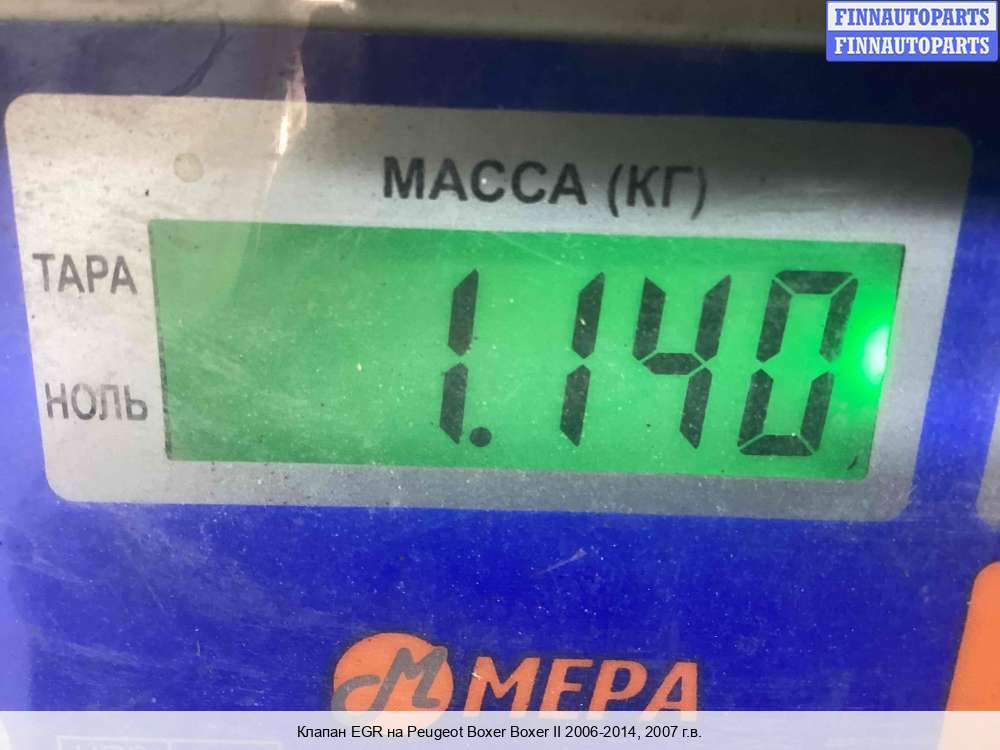 FINNAUTOPARTS
FINNAUTOPARTS
МАССА (КГ)
ТАРА
1.140
НОЛЬ
МЕРА
Клапан EGR на Peugeot Boxer Boxer II 2006-2014, 2007 г.в.